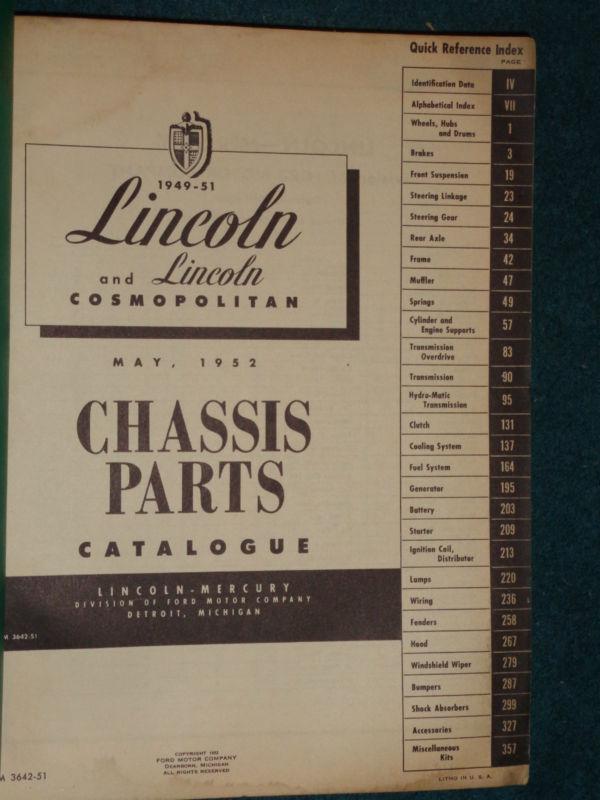 1949-51
Lincoln
and Lincoln
COSMOPOLITAN
MAY, 1952
CHASSIS
PARTS
CATALOGUE
LINCOLN-MERCURY
DIVISION OF FORD MOTOR COMPANY
DETROIT, MICHIGAN
M 3642-51
COPYRIGHT 1952
FORD MOTOR COMPANY
DEARBORN, MICHIGAN
ALL RIGHTS RESERVED
M 3642-51
Quick Reference Index
PAGE
Identification Data IV
Alphabetical Index VII
Wheels, Hubs
and Drums 1
Brakes 3
Front Suspension 19
Steering Linkage 23
Steering Gear 24
Rear Axle 34
Frame 42
Muffler 47
Springs 49
Cylinder and
Engine Supports 57
Transmission
Overdrive 83
Transmission 90
Hydra-Matic
Transmission 95
Clutch 131
Cooling System 137
Fuel System 164
Generator 195
Battery 203
Starter 209
Ignition Coil,
Distributor 213
Lamps 220
Wiring 236
Fenders 258
Hood 267
Windshield Wiper 279
Bumpers 287
Shock Absorbers 299
Accessories 327
Miscellaneous
Kits 357
LITHO IN U. S. A.